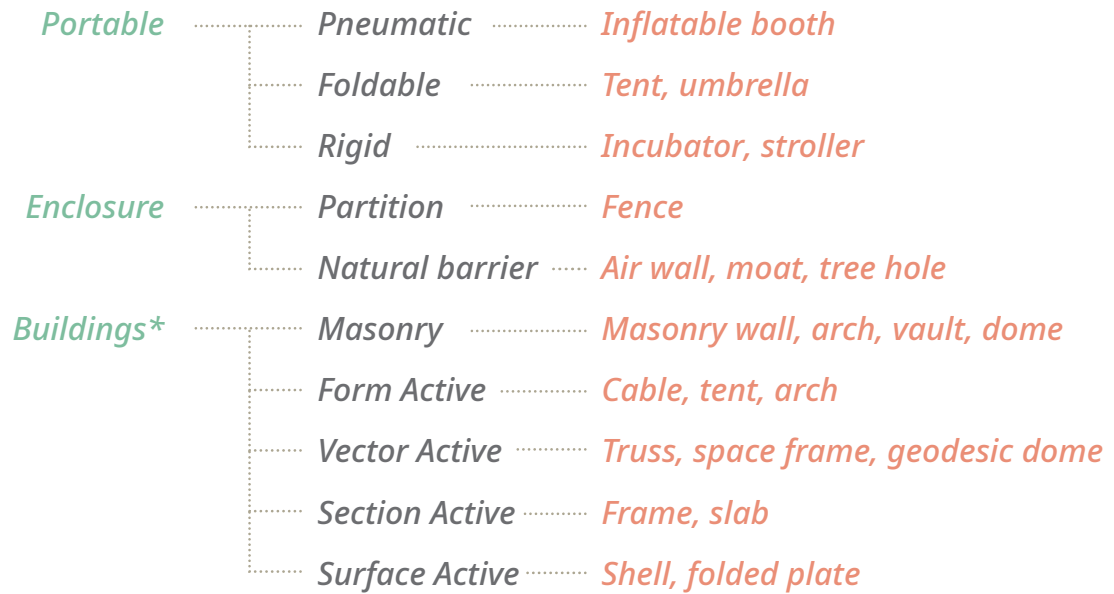 Portable Pneumatic Inflatable booth
Foldable Tent, umbrella
Rigid Incubator, stroller
Enclosure Partition Fence
Natural barrier Air wall, moat, tree hole
Buildings* Masonry Masonry wall, arch, vault, dome
Form Active Cable, tent, arch
Vector Active Truss, space frame, geodesic dome
Section Active Frame, slab
Surface Active Shell, folded plate